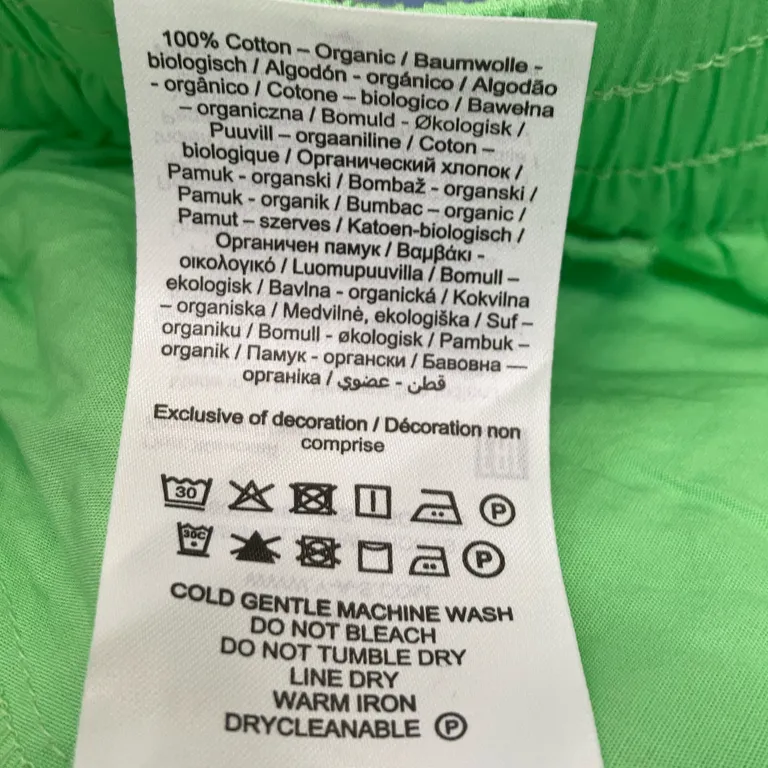 100% Cotton – Organic / Baumwolle -
biologisch / Algodón - orgánico / Algodão
- orgânico / Cotone – biologico / Bawełna
– organiczna / Bomuld - Økologisk /
Puuvill – orgaaniline / Coton –
biologique / Органический хлопок /
Pamuk - organski / Bombaž - organski /
Pamuk - organik / Bumbac – organic /
Pamut – szerves / Katoen-biologisch /
Органичен памук / Βαμβάκι -
οικολογικό / Luomupuuvilla / Bomull –
ekologisk / Bavlna - organická / Kokvilna
– organiska / Medvilnė, ekologiška / Suf –
organiku / Bomull - økologisk / Pambuk –
organik / Памук - органски / Бавовна —
органіка / قطن - عضوي
Exclusive of decoration / Décoration non
comprise
30 P
30C P
COLD GENTLE MACHINE WASH
DO NOT BLEACH
DO NOT TUMBLE DRY
LINE DRY
WARM IRON
DRYCLEANABLE P